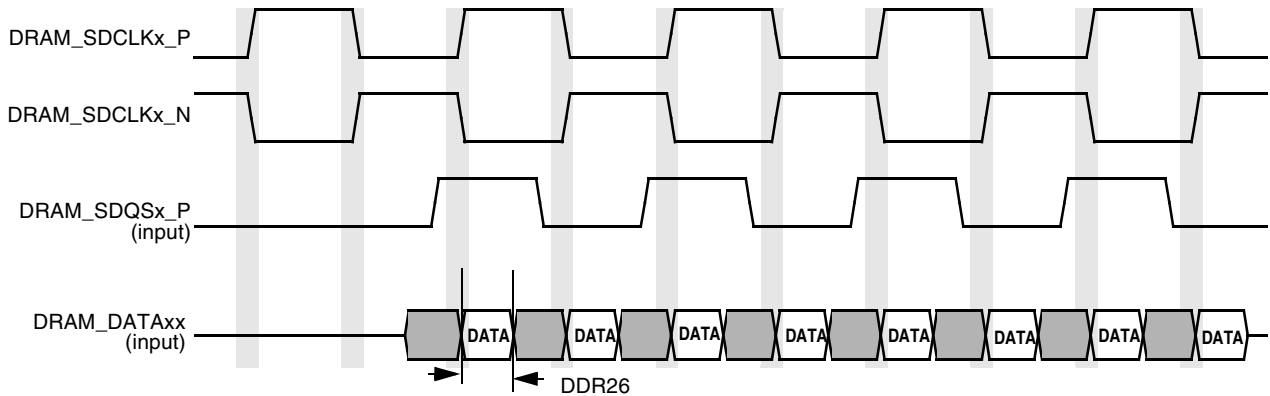 DRAM_SDCLKx_P
DRAM_SDCLKx_N
DRAM_SDQSx_P
(input)
DRAM_DATAxx
(input)
DATA DATA DATA DATA DATA DATA DATA DATA
DDR26